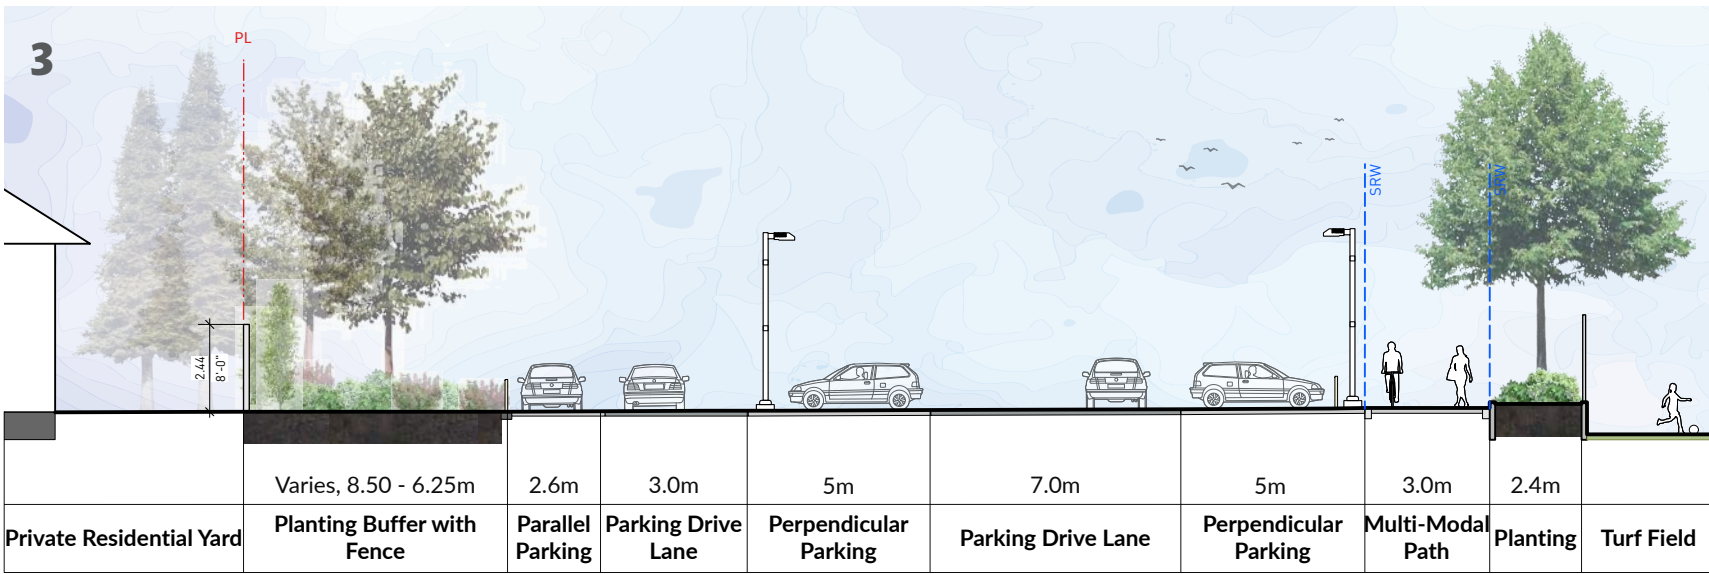 3
PL
SRW
SRW
2.44
8'-0"
Varies, 8.50 - 6.25m
2.6m
3.0m
5m
7.0m
5m
3.0m
2.4m
Private Residential Yard
Planting Buffer with
Fence
Parallel
Parking
Parking Drive
Lane
Perpendicular
Parking
Parking Drive Lane
Perpendicular
Parking
Multi-Modal
Path
Planting
Turf Field